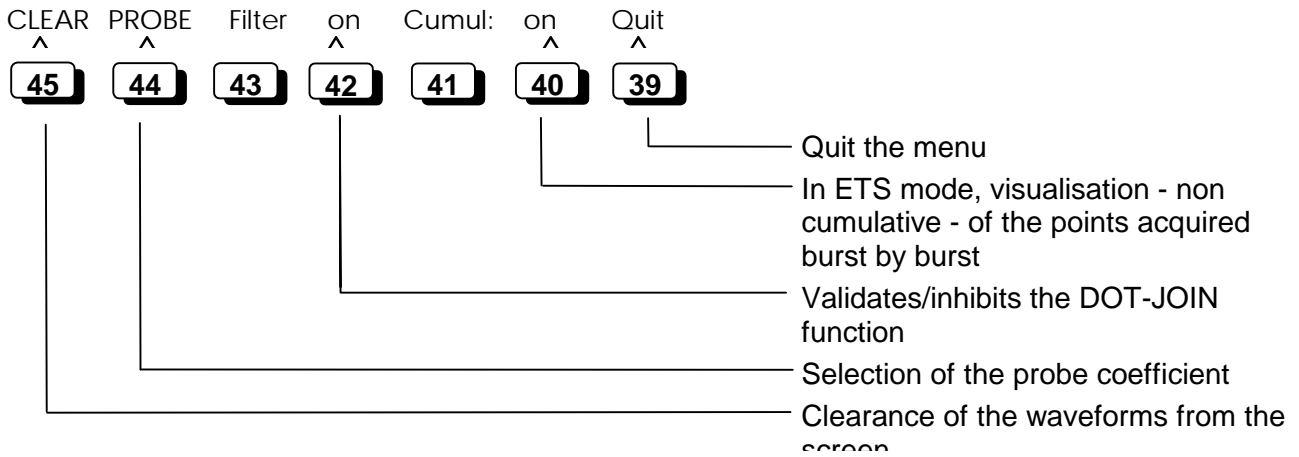 CLEAR PROBE Filter on Cumul: on Quit
^ ^ ^ ^ ^
45 44 43 42 41 40 39
Quit the menu
In ETS mode, visualisation - non
cumulative - of the points acquired
burst by burst
Validates/inhibits the DOT-JOIN
function
Selection of the probe coefficient
Clearance of the waveforms from the
screen